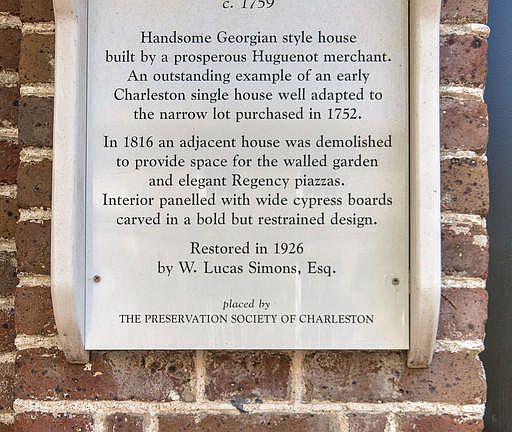 c. 1759
Handsome Georgian style house
built by a prosperous Huguenot merchant.
An outstanding example of an early
Charleston single house well adapted to
the narrow lot purchased in 1752.
In 1816 an adjacent house was demolished
to provide space for the walled garden
and elegant Regency piazzas.
Interior panelled with wide cypress boards
carved in a bold but restrained design.
Restored in 1926
by W. Lucas Simons, Esq.
placed by
THE PRESERVATION SOCIETY OF CHARLESTON